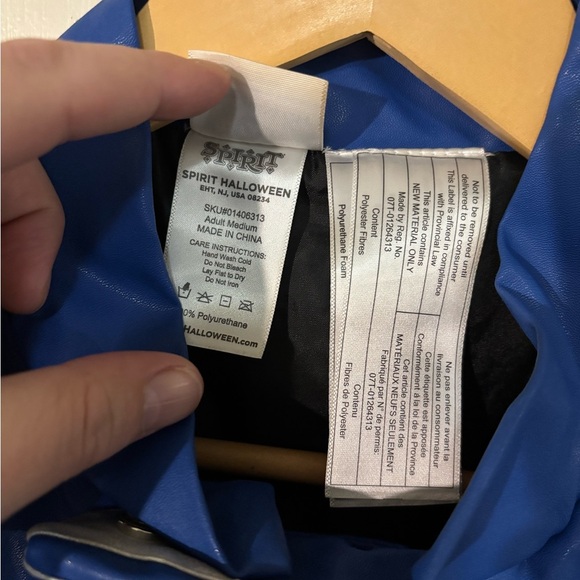 SPIRIT
SPIRIT HALLOWEEN
EHT, NJ, USA 08234
SKU#01406313
Adult Medium
MADE IN CHINA
CARE INSTRUCTIONS:
Hand Wash Cold
Do Not Bleach
Lay Flat to Dry
Do Not Iron
0% Polyurethane
HALLOWEEN.com
Not to be removed until
delivered to the consumer
This Label is affixed in compliance
with Provincial Law
This article contains
NEW MATERIAL ONLY
Made by Reg. No.
07T-01264313
Content
Polyester Fibres
Polyurethane Foam
Ne pas enlever avant la
livraison au consommateur
Cette étiquette est apposée
Conformément à la loi de la Province
Cet article contient des
MATÉRIAUX NEUFS SEULEMENT
Fabriqué par N° de permis:
07T-01264313
Contenu
Fibres de Polyester